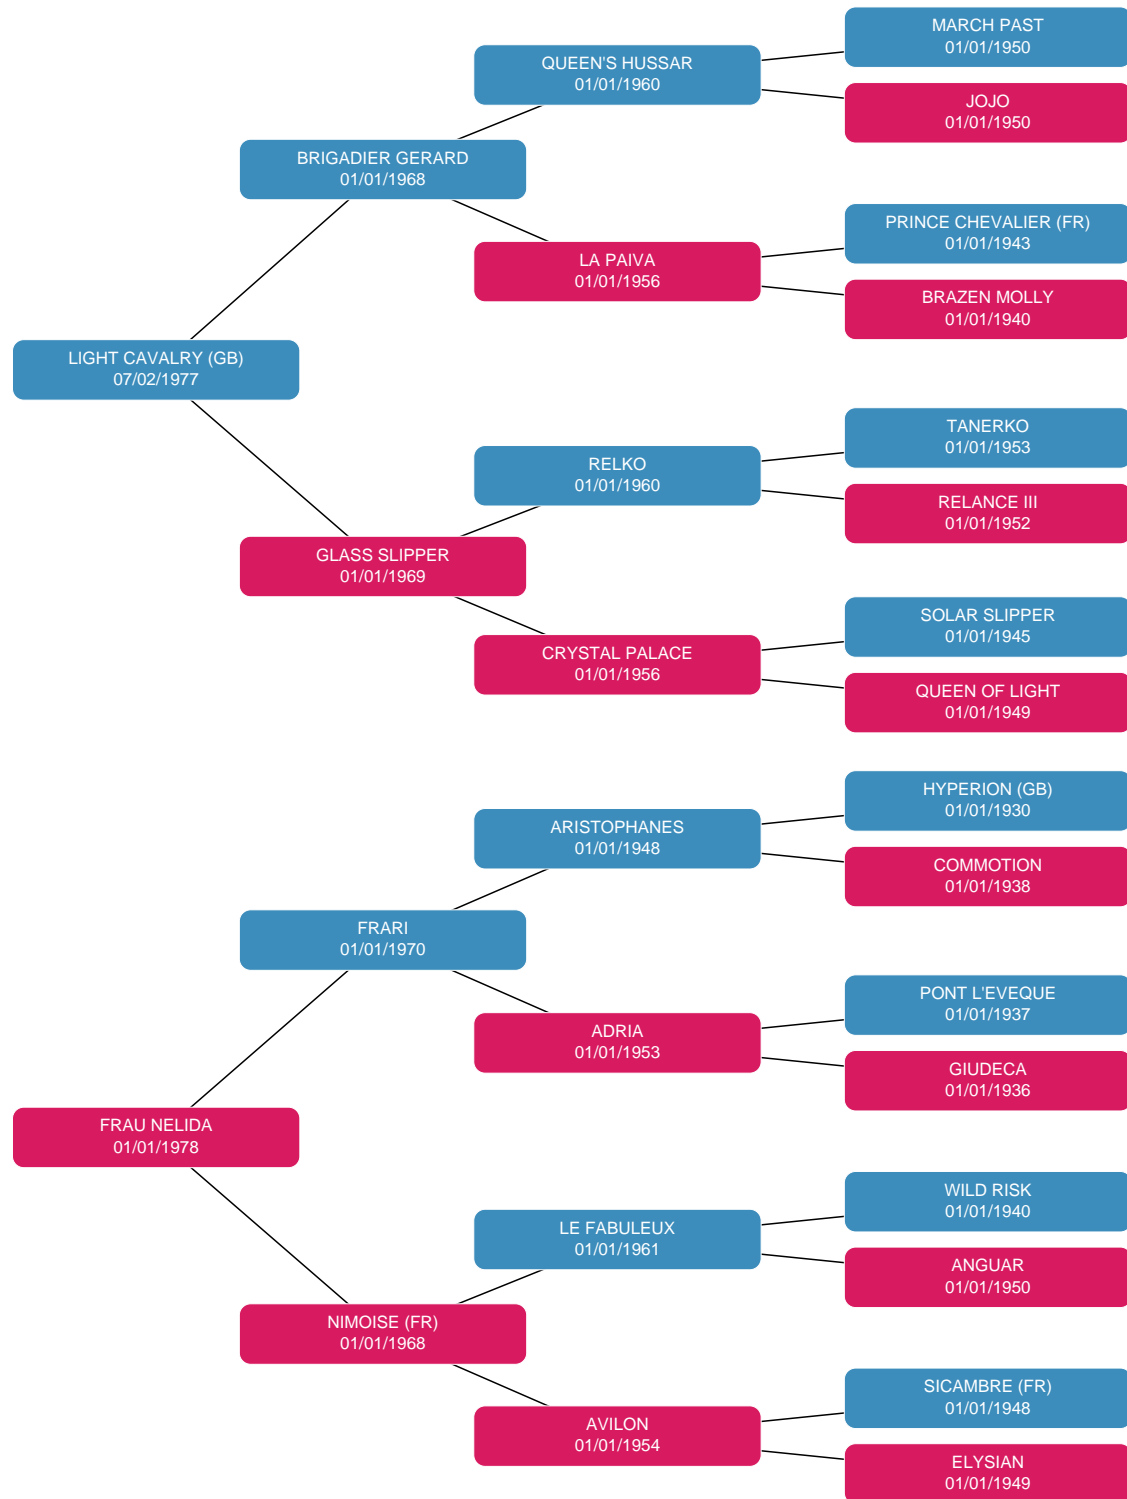 MARCH PAST
01/01/1950
QUEEN'S HUSSAR
01/01/1960
JOJO
01/01/1950
BRIGADIER GERARD
01/01/1968
PRINCE CHEVALIER (FR)
01/01/1943
LA PAIVA
01/01/1956
BRAZEN MOLLY
01/01/1940
LIGHT CAVALRY (GB)
07/02/1977
TANERKO
01/01/1953
RELKO
01/01/1960
RELANCE III
01/01/1952
GLASS SLIPPER
01/01/1969
SOLAR SLIPPER
01/01/1945
CRYSTAL PALACE
01/01/1956
QUEEN OF LIGHT
01/01/1949
HYPERION (GB)
01/01/1930
ARISTOPHANES
01/01/1948
COMMOTION
01/01/1938
FRARI
01/01/1970
PONT L'EVEQUE
01/01/1937
ADRIA
01/01/1953
GIUDECA
01/01/1936
FRAU NELIDA
01/01/1978
WILD RISK
01/01/1940
LE FABULEUX
01/01/1961
ANGUAR
01/01/1950
NIMOISE (FR)
01/01/1968
SICAMBRE (FR)
01/01/1948
AVILON
01/01/1954
ELYSIAN
01/01/1949